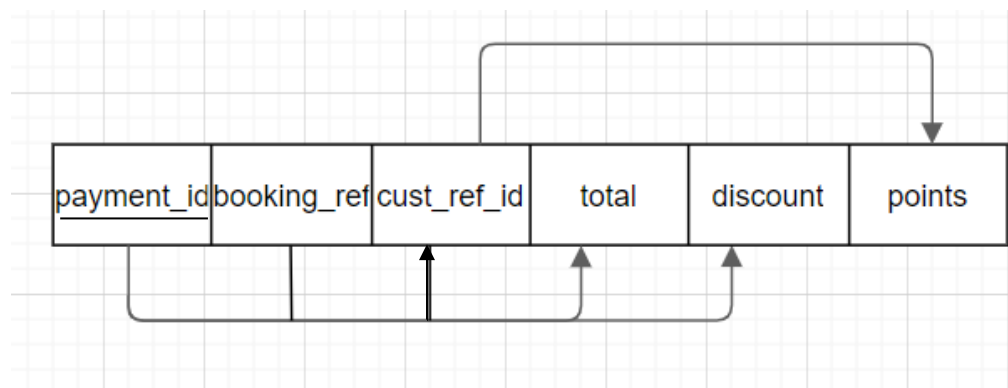 payment_id booking_ref cust_ref_id total discount points